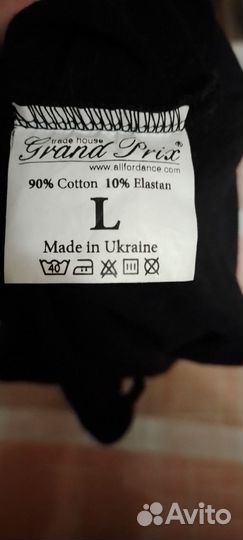 trade house
Grand Prix®
www.allfordance.com
90% Cotton 10% Elastan
L
Made in Ukraine
40
Avito